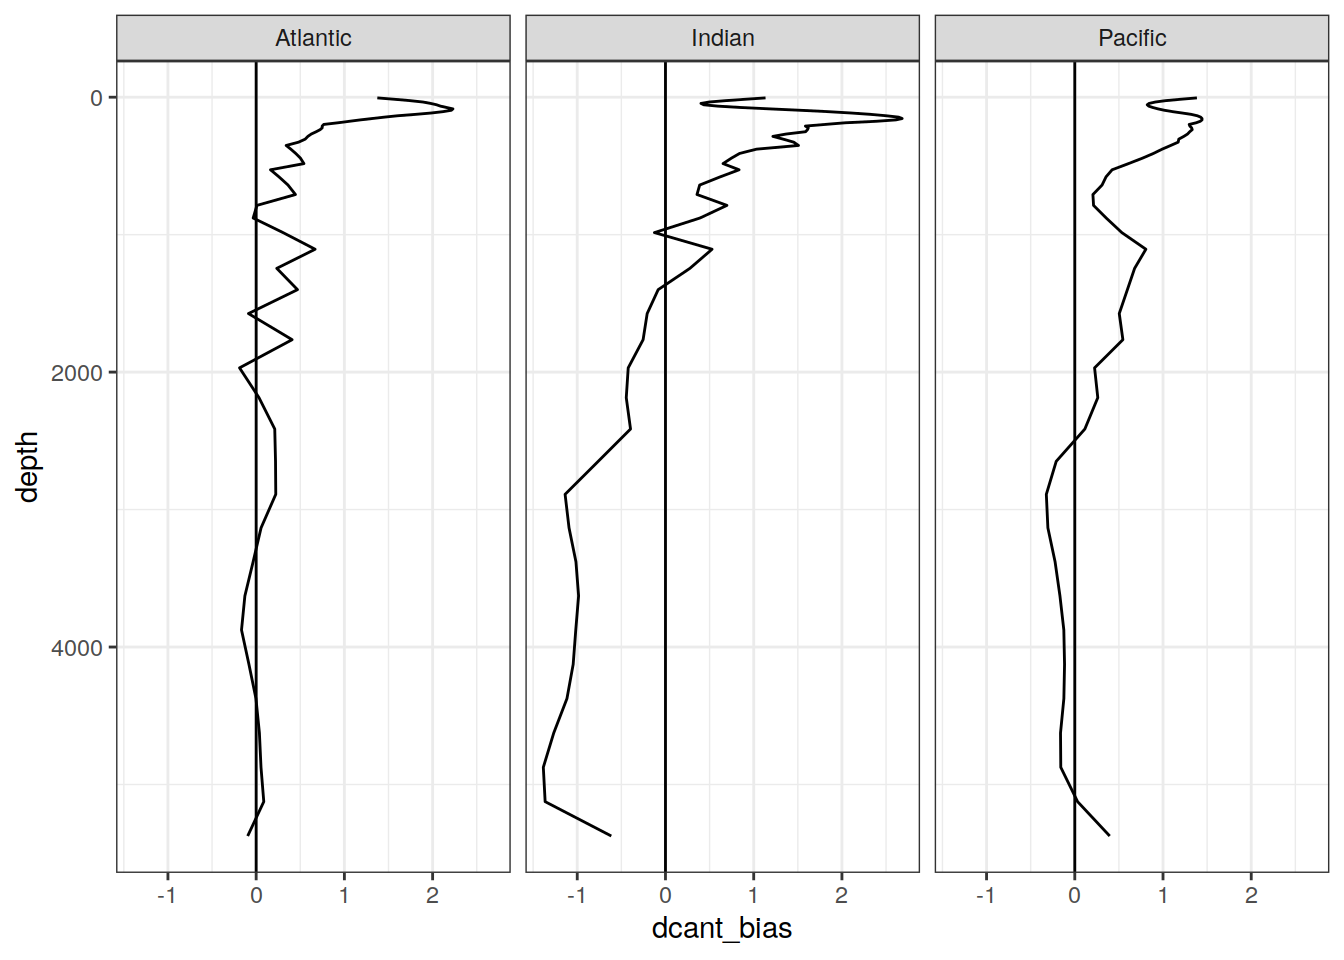 Atlantic Indian Pacific
0
2000
4000
depth
-1 0 1 2 -1 0 1 2 -1 0 1 2
dcant_bias